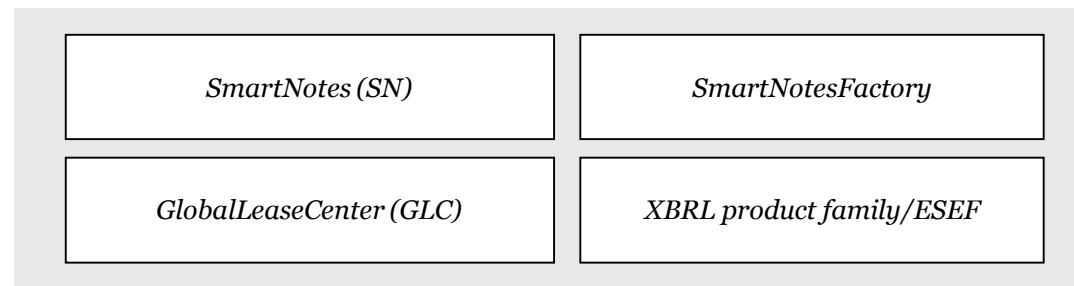 SmartNotes (SN)
SmartNotesFactory
GlobalLeaseCenter (GLC)
XBRL product family/ESEF